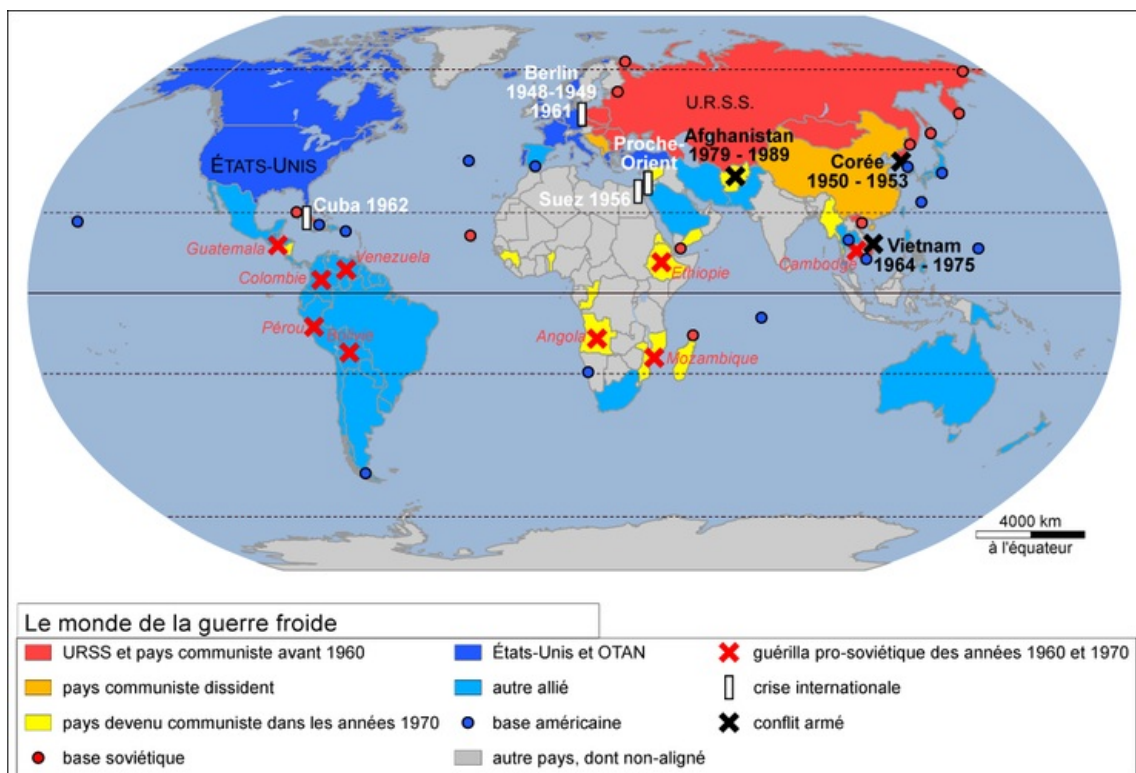 Berlin
1948-1949
1961
U.R.S.S.
ÉTATS-UNIS
Proche-
Orient
Afghanistan
1979 - 1989
Corée
1950 - 1953
Suez 1956
Cuba 1962
Guatemala
Venezuela
Colombie
Ethiopie
Cambodge
Vietnam
1964 - 1975
Pérou
Bolivie
Angola
Mozambique
4000 km
à l'équateur
Le monde de la guerre froide
URSS et pays communiste avant 1960
pays communiste dissident
pays devenu communiste dans les années 1970
base soviétique
États-Unis et OTAN
autre allié
base américaine
autre pays, dont non-aligné
guérilla pro-soviétique des années 1960 et 1970
crise internationale
conflit armé